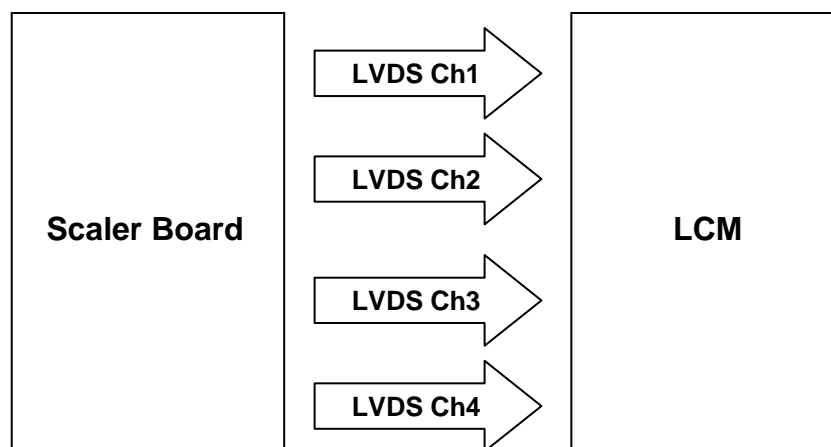 LVDS Ch1
LVDS Ch2
Scaler Board
LCM
LVDS Ch3
LVDS Ch4